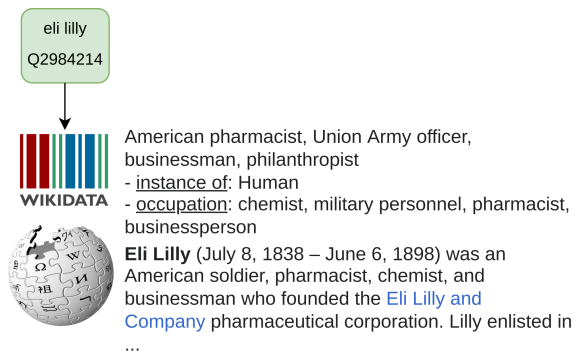 eli lilly
Q2984214
American pharmacist, Union Army officer,
businessman, philanthropist
- instance of: Human
- occupation: chemist, military personnel, pharmacist,
businessperson
WIKIDATA
Eli Lilly (July 8, 1838 – June 6, 1898) was an
American soldier, pharmacist, chemist, and
businessman who founded the Eli Lilly and
Company pharmaceutical corporation. Lilly enlisted in
...
Ω
W
И
祖